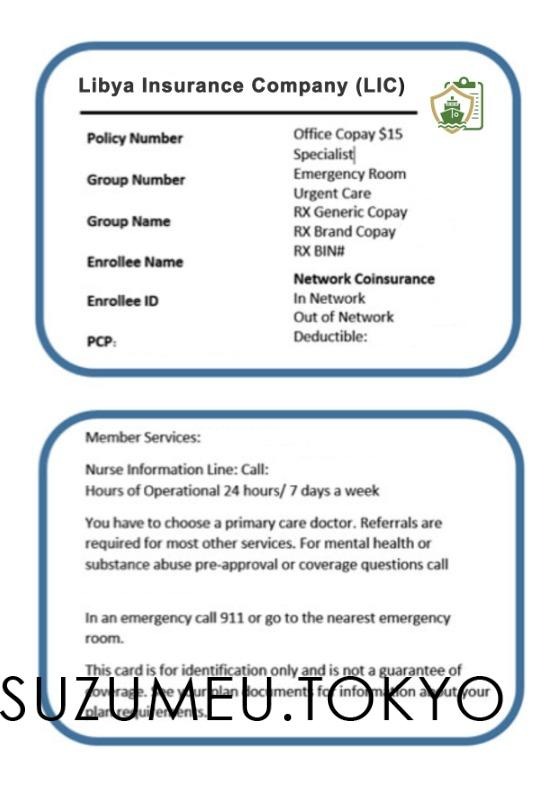 Libya Insurance Company (LIC)
Policy Number
Group Number
Group Name
Enrollee Name
Enrollee ID
PCP:
Office Copay $15
Specialist
Emergency Room
Urgent Care
RX Generic Copay
RX Brand Copay
RX BIN#
Network Coinsurance
In Network
Out of Network
Deductible:
Member Services:
Nurse Information Line: Call:
Hours of Operational 24 hours/ 7 days a week
You have to choose a primary care doctor. Referrals are
required for most other services. For mental health or
substance abuse pre-approval or coverage questions call
In an emergency call 911 or go to the nearest emergency
room.
This card is for identification only and is not a guarantee of
coverage. See your plan documents for information about your
plan requirements.
SUZUMEU.TOKYO